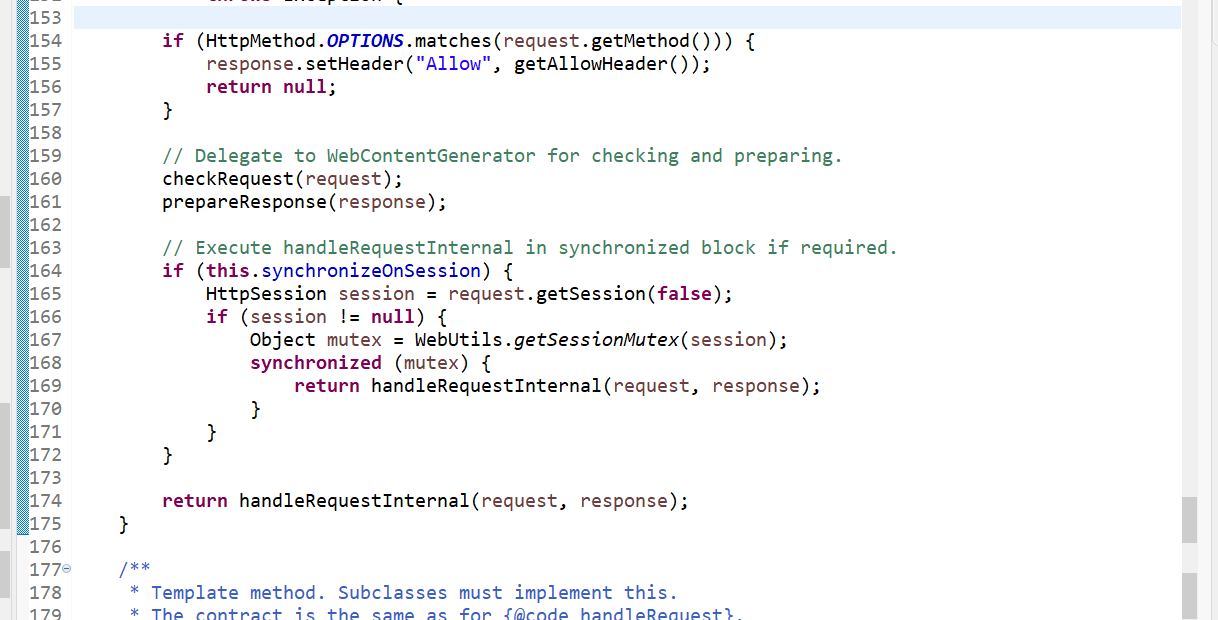 153
154 if (HttpMethod.OPTIONS.matches(request.getMethod())) {
155 response.setHeader("Allow", getAllowHeader());
156 return null;
157 }
158
159 // Delegate to WebContentGenerator for checking and preparing.
160 checkRequest(request);
161 prepareResponse(response);
162
163 // Execute handleRequestInternal in synchronized block if required.
164 if (this.synchronizeOnSession) {
165 HttpSession session = request.getSession(false);
166 if (session != null) {
167 Object mutex = WebUtils.getSessionMutex(session);
168 synchronized (mutex) {
169 return handleRequestInternal(request, response);
170 }
171 }
172 }
173
174 return handleRequestInternal(request, response);
175 }
176
177 /**
178 * Template method. Subclasses must implement this.
179 * The contract is the same as for {@code handleRequest}.